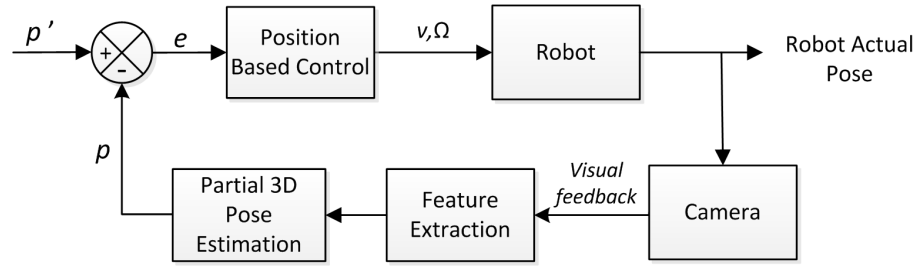 p'
+
-
e
Position
Based Control
v,Ω
Robot
Robot Actual
Pose
p
Partial 3D
Pose
Estimation
Feature
Extraction
Visual
feedback
Camera